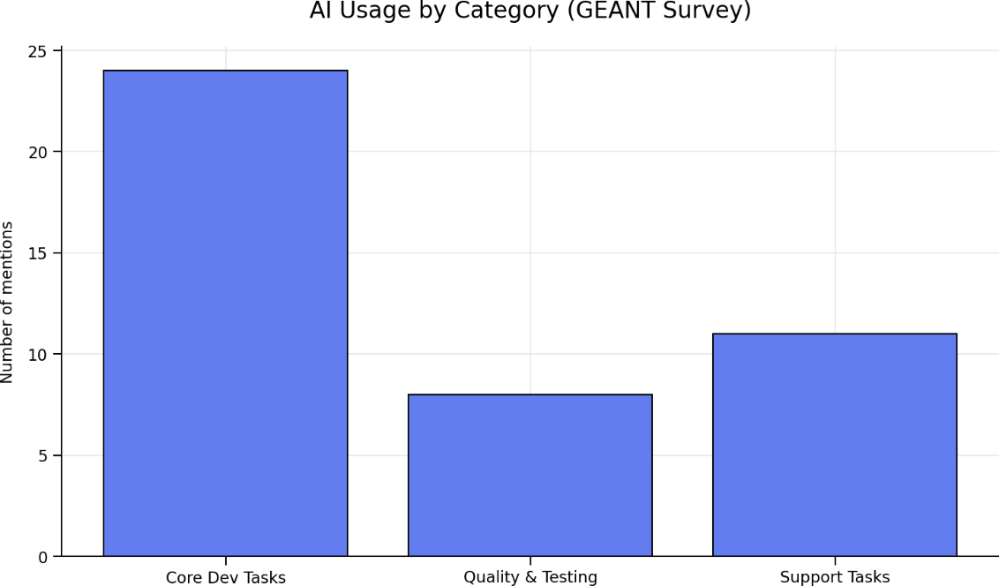 AI Usage by Category (GEANT Survey)
Number of mentions
25
20
15
10
5
0
Core Dev Tasks
Quality & Testing
Support Tasks